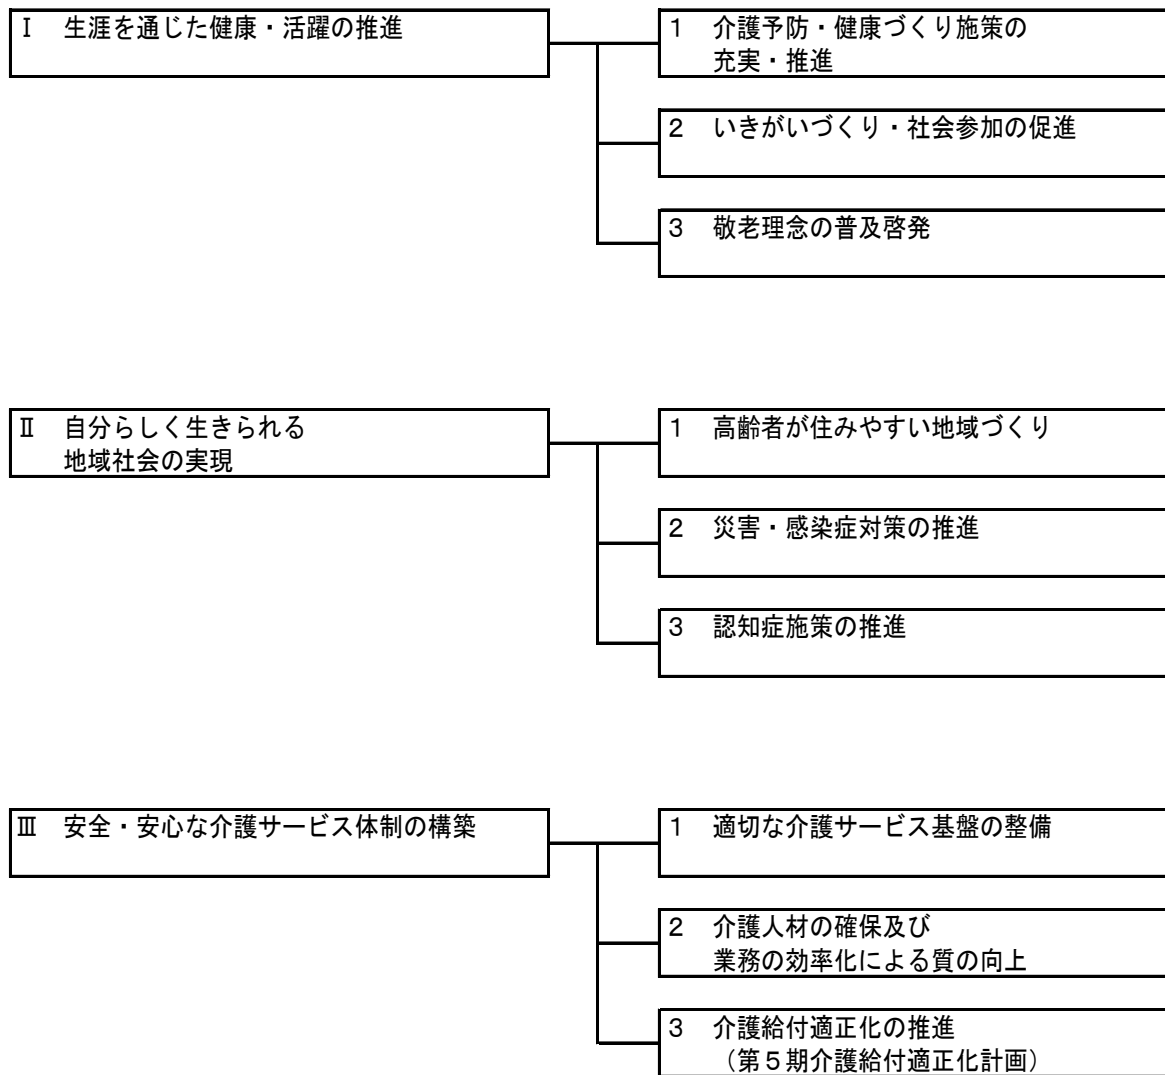 Ⅰ 生涯を通じた健康・活躍の推進
1 介護予防・健康づくり施策の
充実・推進
2 いきがいづくり・社会参加の促進
3 敬老理念の普及啓発
Ⅱ 自分らしく生きられる
地域社会の実現
1 高齢者が住みやすい地域づくり
2 災害・感染症対策の推進
3 認知症施策の推進
Ⅲ 安全・安心な介護サービス体制の構築
1 適切な介護サービス基盤の整備
2 介護人材の確保及び
業務の効率化による質の向上
3 介護給付適正化の推進
（第５期介護給付適正化計画）